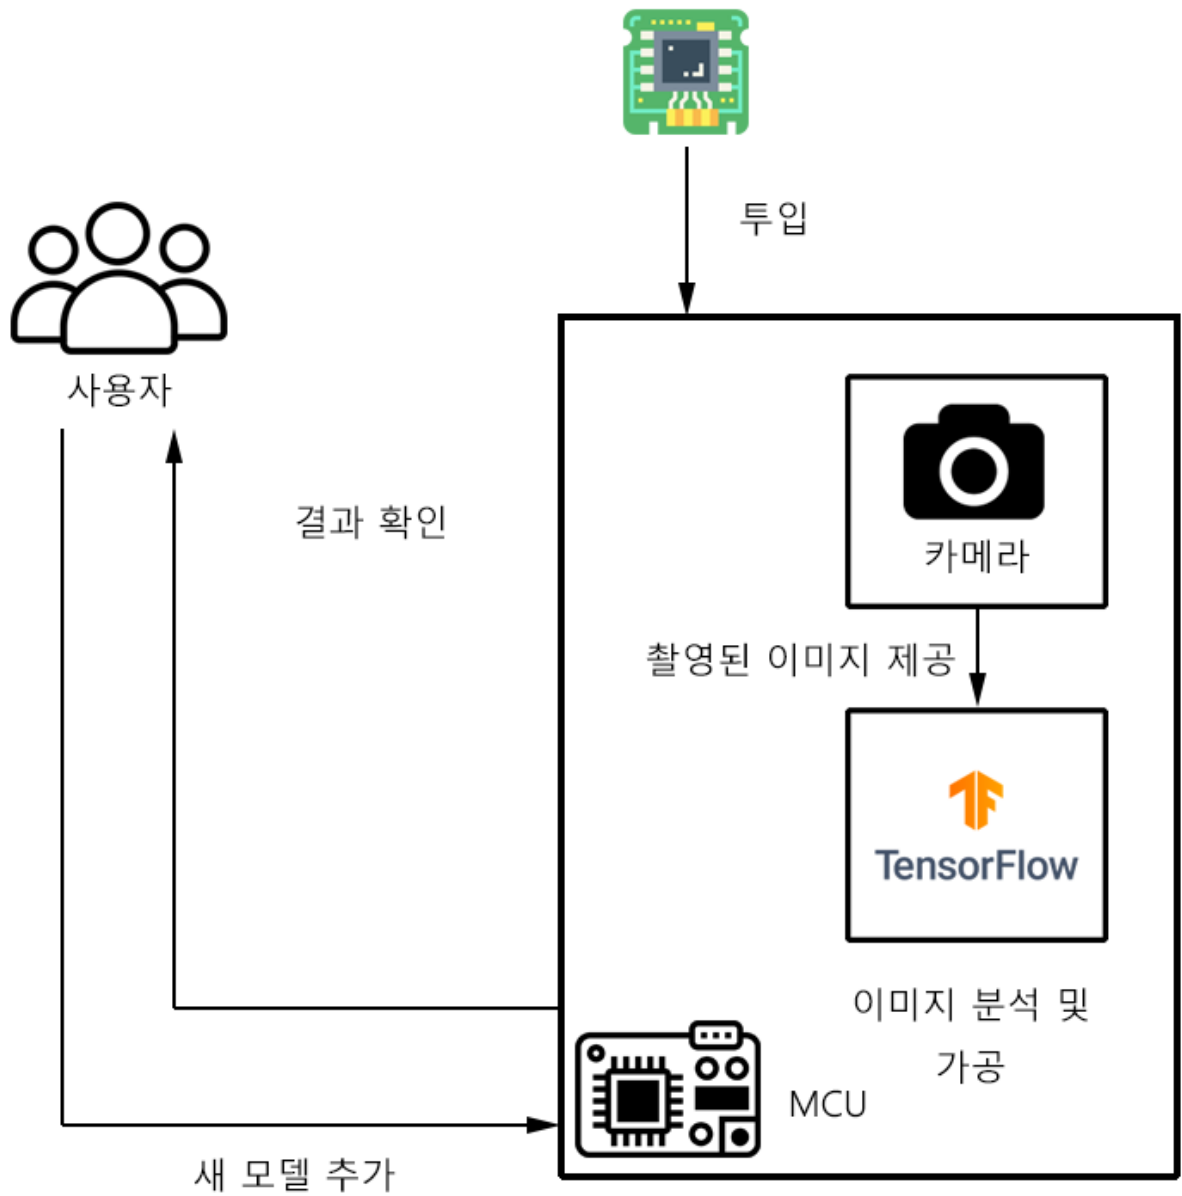 투입
사용자
결과 확인
카메라
촬영된 이미지 제공
TensorFlow
이미지 분석 및
가공
MCU
새 모델 추가